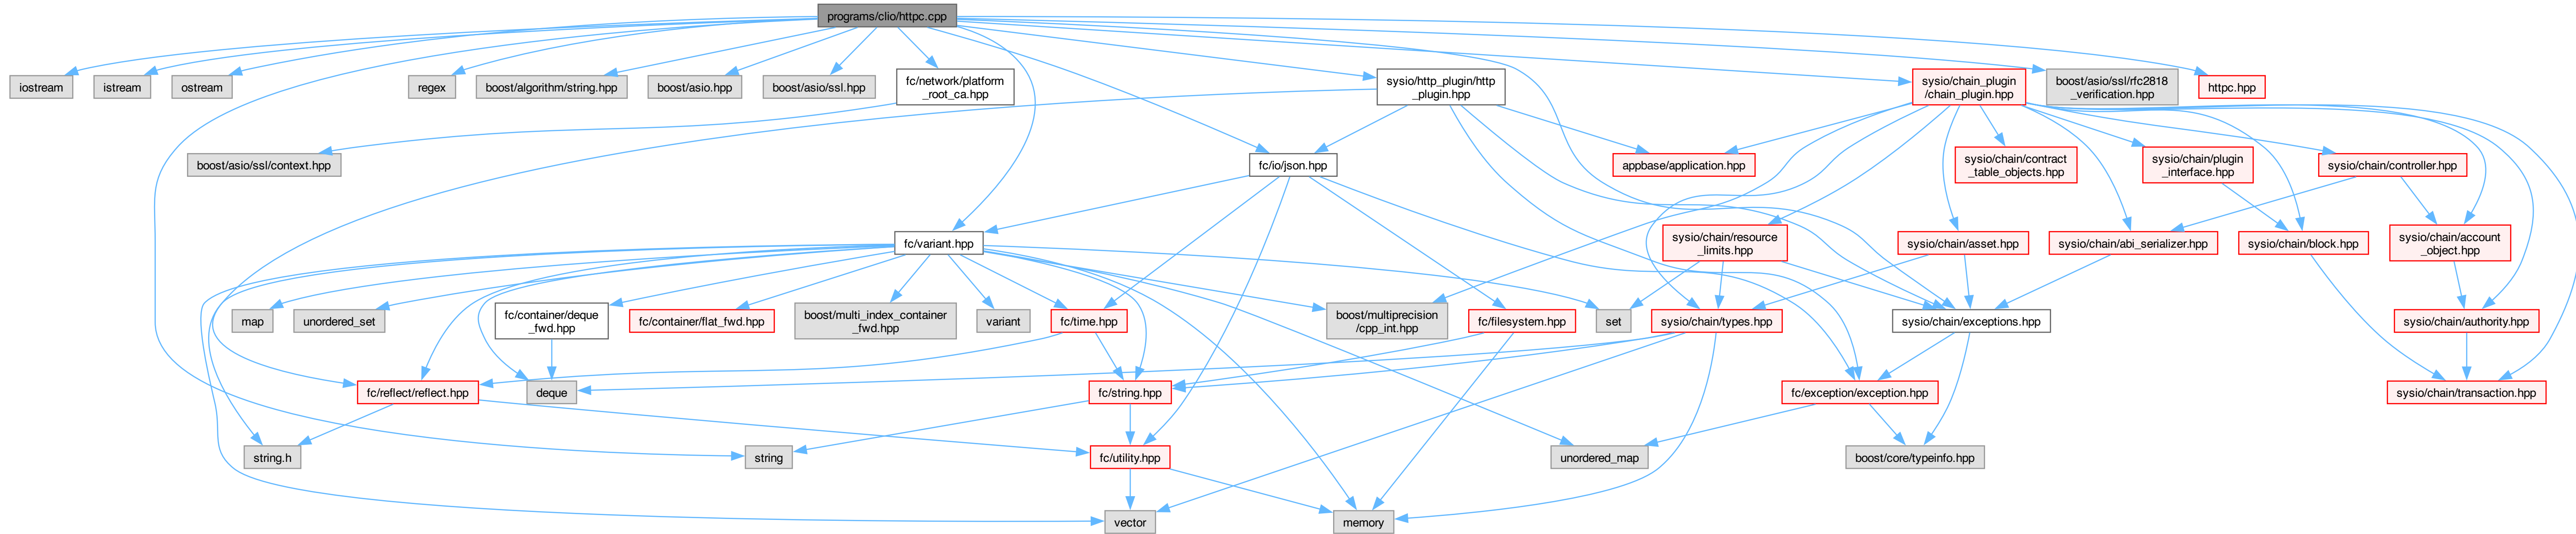 programs/clio/httpc.cpp
iostream
istream
ostream
regex
boost/algorithm/string.hpp
boost/asio.hpp
boost/asio/ssl.hpp
fc/network/platform
_root_ca.hpp
sysio/http_plugin/http
_plugin.hpp
sysio/chain_plugin
/chain_plugin.hpp
boost/asio/ssl/rfc2818
_verification.hpp
httpc.hpp
boost/asio/ssl/context.hpp
fc/io/json.hpp
appbase/application.hpp
sysio/chain/contract
_table_objects.hpp
sysio/chain/plugin
_interface.hpp
sysio/chain/controller.hpp
fc/variant.hpp
sysio/chain/resource
_limits.hpp
sysio/chain/asset.hpp
sysio/chain/abi_serializer.hpp
sysio/chain/block.hpp
sysio/chain/account
_object.hpp
map
unordered_set
fc/container/deque
_fwd.hpp
fc/container/flat_fwd.hpp
boost/multi_index_container
_fwd.hpp
variant
fc/time.hpp
boost/multiprecision
/cpp_int.hpp
fc/filesystem.hpp
set
sysio/chain/types.hpp
sysio/chain/exceptions.hpp
sysio/chain/authority.hpp
fc/reflect/reflect.hpp
deque
fc/string.hpp
fc/exception/exception.hpp
sysio/chain/transaction.hpp
string.h
string
fc/utility.hpp
unordered_map
boost/core/typeinfo.hpp
vector
memory